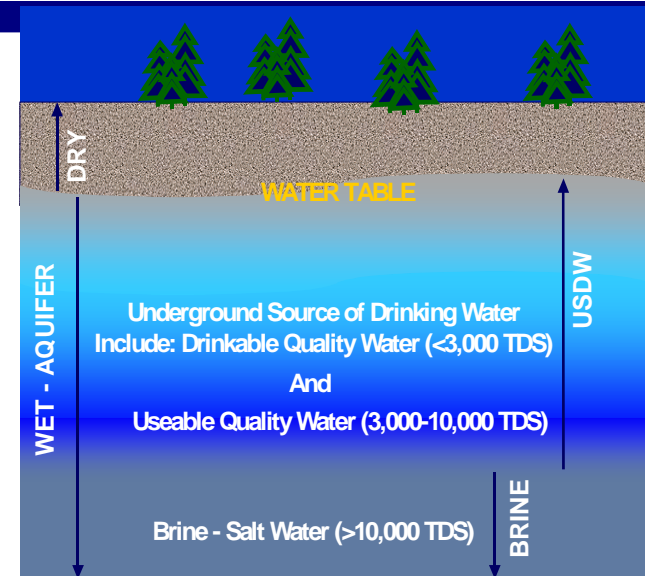 DRY
WATER TABLE
WET - AQUIFER
USDW
Underground Source of Drinking Water
Include: Drinkable Quality Water (<3,000 TDS)
And
Useable Quality Water (3,000-10,000 TDS)
Brine - Salt Water (>10,000 TDS)
BRINE